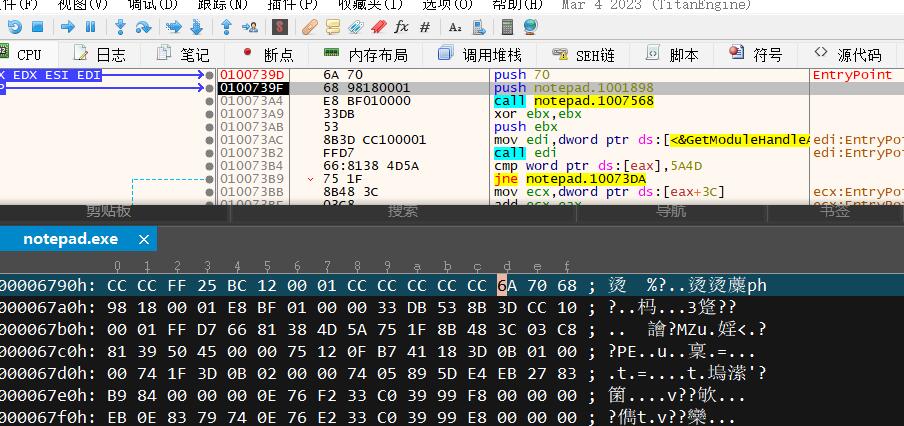 件(F) 视图(V) 调试(D) 跟踪(N) 插件(P) 收藏夹(I) 选项(O) 帮助(H) Mar 4 2023 (TitanEngine)
CPU 日志 笔记 断点 内存布局 调用堆栈 SEH链 脚本 符号 源代码
X EDX ESI EDI 0100739D 6A 70 push 70 EntryPoint
P 0100739F 68 98180001 push notepad.1001898
010073A4 E8 BF010000 call notepad.1007568
010073A9 33DB xor ebx,ebx
010073AB 53 push ebx
010073AC 8B3D CC100001 mov edi,dword ptr ds:[<&GetModuleHandleA edi:EntryPoi
010073B2 FFD7 call edi edi:EntryPoi
010073B4 66:8138 4D5A cmp word ptr ds:[eax],5A4D
010073B9 75 1F jne notepad.10073DA
010073BB 8B48 3C mov ecx,dword ptr ds:[eax+3C] ecx:EntryPoi
010073BE 03C8 add ecx,eax ecx:EntryPoi
剪贴板 搜索 导航 书签
notepad.exe ×
0 1 2 3 4 5 6 7 8 9 a b c d e f
00006790h: CC CC FF 25 BC 12 00 01 CC CC CC CC CC 6A 70 68 ; 烫 %?..烫烫蘪ph
000067a0h: 98 18 00 01 E8 BF 01 00 00 33 DB 53 8B 3D CC 10 ; ?..杩...3跫??
000067b0h: 00 01 FF D7 66 81 38 4D 5A 75 1F 8B 48 3C 03 C8 ; .. 譮?MZu.婬<.?
000067c0h: 81 39 50 45 00 00 75 12 0F B7 41 18 3D 0B 01 00 ; ?PE..u..稟.=...
000067d0h: 00 74 1F 3D 0B 02 00 00 74 05 89 5D E4 EB 27 83 ; .t.=....t.塢潆'?
000067e0h: B9 84 00 00 00 0E 76 F2 33 C0 39 99 F8 00 00 00 ; 箘....v??欫...
000067f0h: EB 0E 83 79 74 0E 76 E2 33 C0 39 99 E8 00 00 00 ; ?儁t.v??欒...